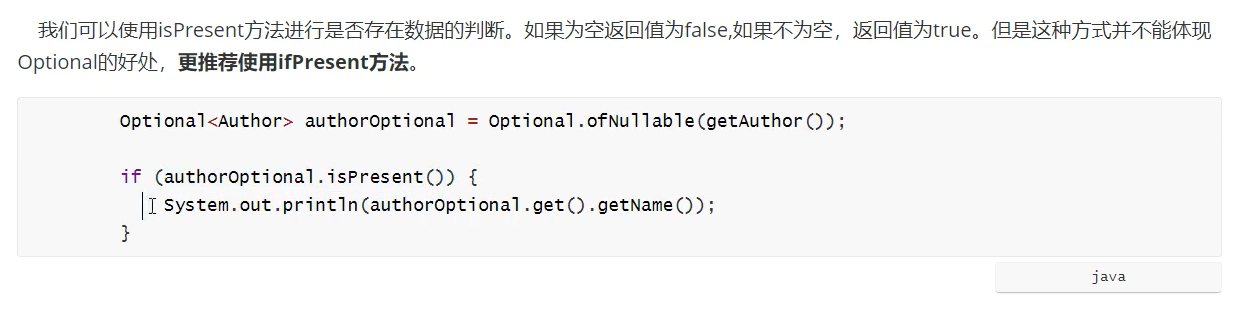 我们可以使用isPresent方法进行是否存在数据的判断。如果为空返回值为false,如果不为空，返回值为true。但是这种方式并不能体现
Optional的好处，更推荐使用ifPresent方法。
Optional<Author> authorOptional = Optional.ofNullable(getAuthor());
if (authorOptional.isPresent()) {
System.out.println(authorOptional.get().getName());
}
java